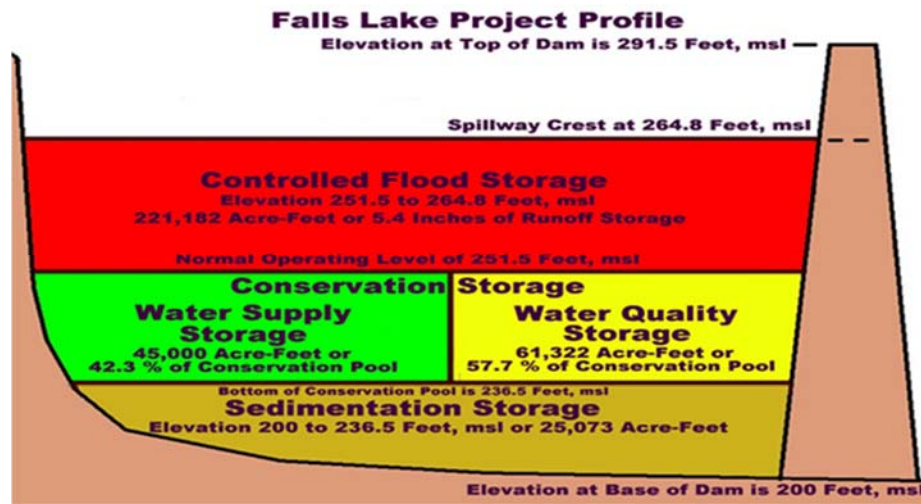 Falls Lake Project Profile
Elevation at Top of Dam is 291.5 Feet, msl
Spillway Crest at 264.8 Feet, msl
Controlled Flood Storage
Elevation 251.5 to 264.8 Feet, msl
221,182 Acre-Feet or 5.4 Inches of Runoff Storage
Normal Operating Level of 251.5 Feet, msl
Conservation Storage
Water Supply
Storage
45,000 Acre-Feet or
42.3 % of Conservation Pool
Water Quality
Storage
61,322 Acre-Feet or
57.7 % of Conservation Pool
Bottom of Conservation Pool is 236.5 Feet, msl
Sedimentation Storage
Elevation 200 to 236.5 Feet, msl or 25,073 Acre-Feet
Elevation at Base of Dam is 200 Feet, msl